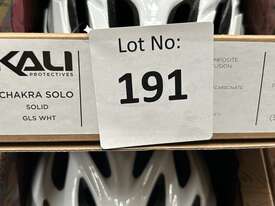 KALI
PROTECTIVES
CHAKRA SOLO
SOLID
GLS WHT
Lot No:
191